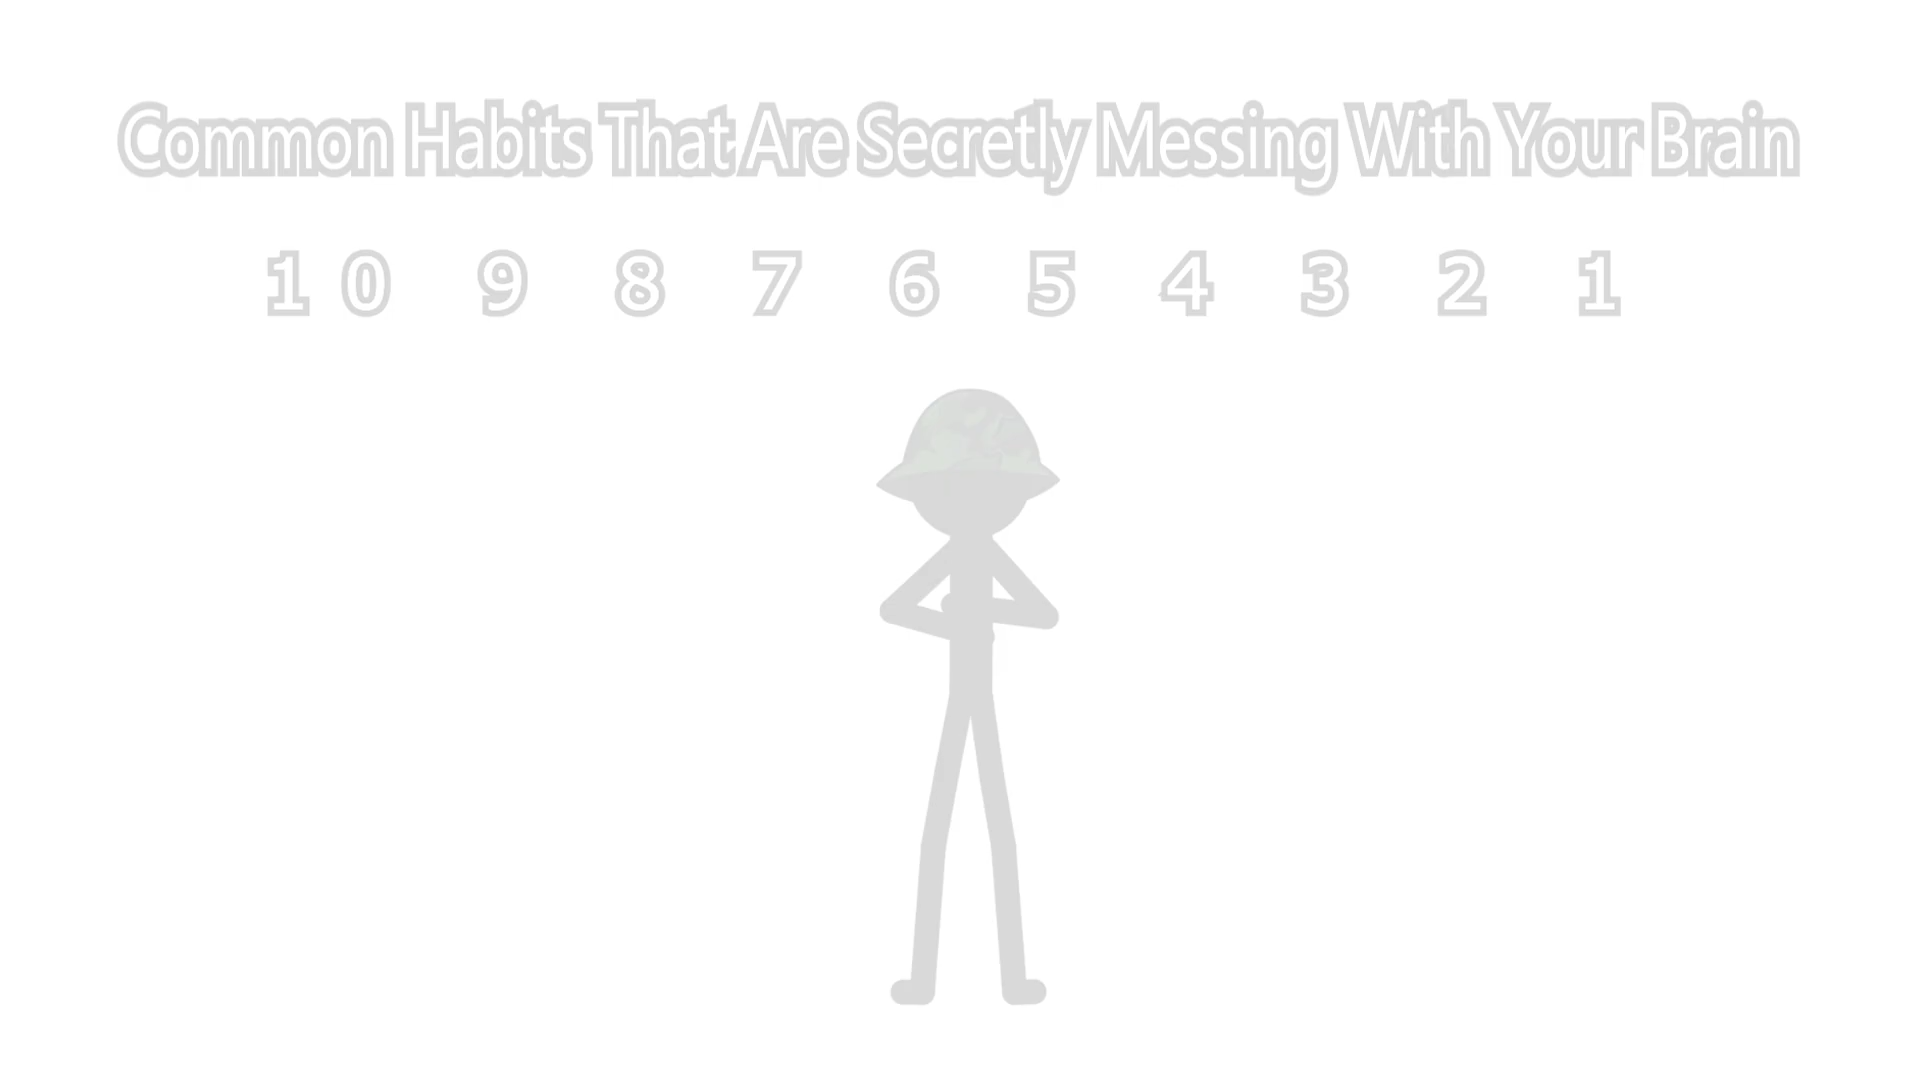 Common Habits That Are Secretly Messing With Your Brain
10 9 8 7 6 5 4 3 2 1